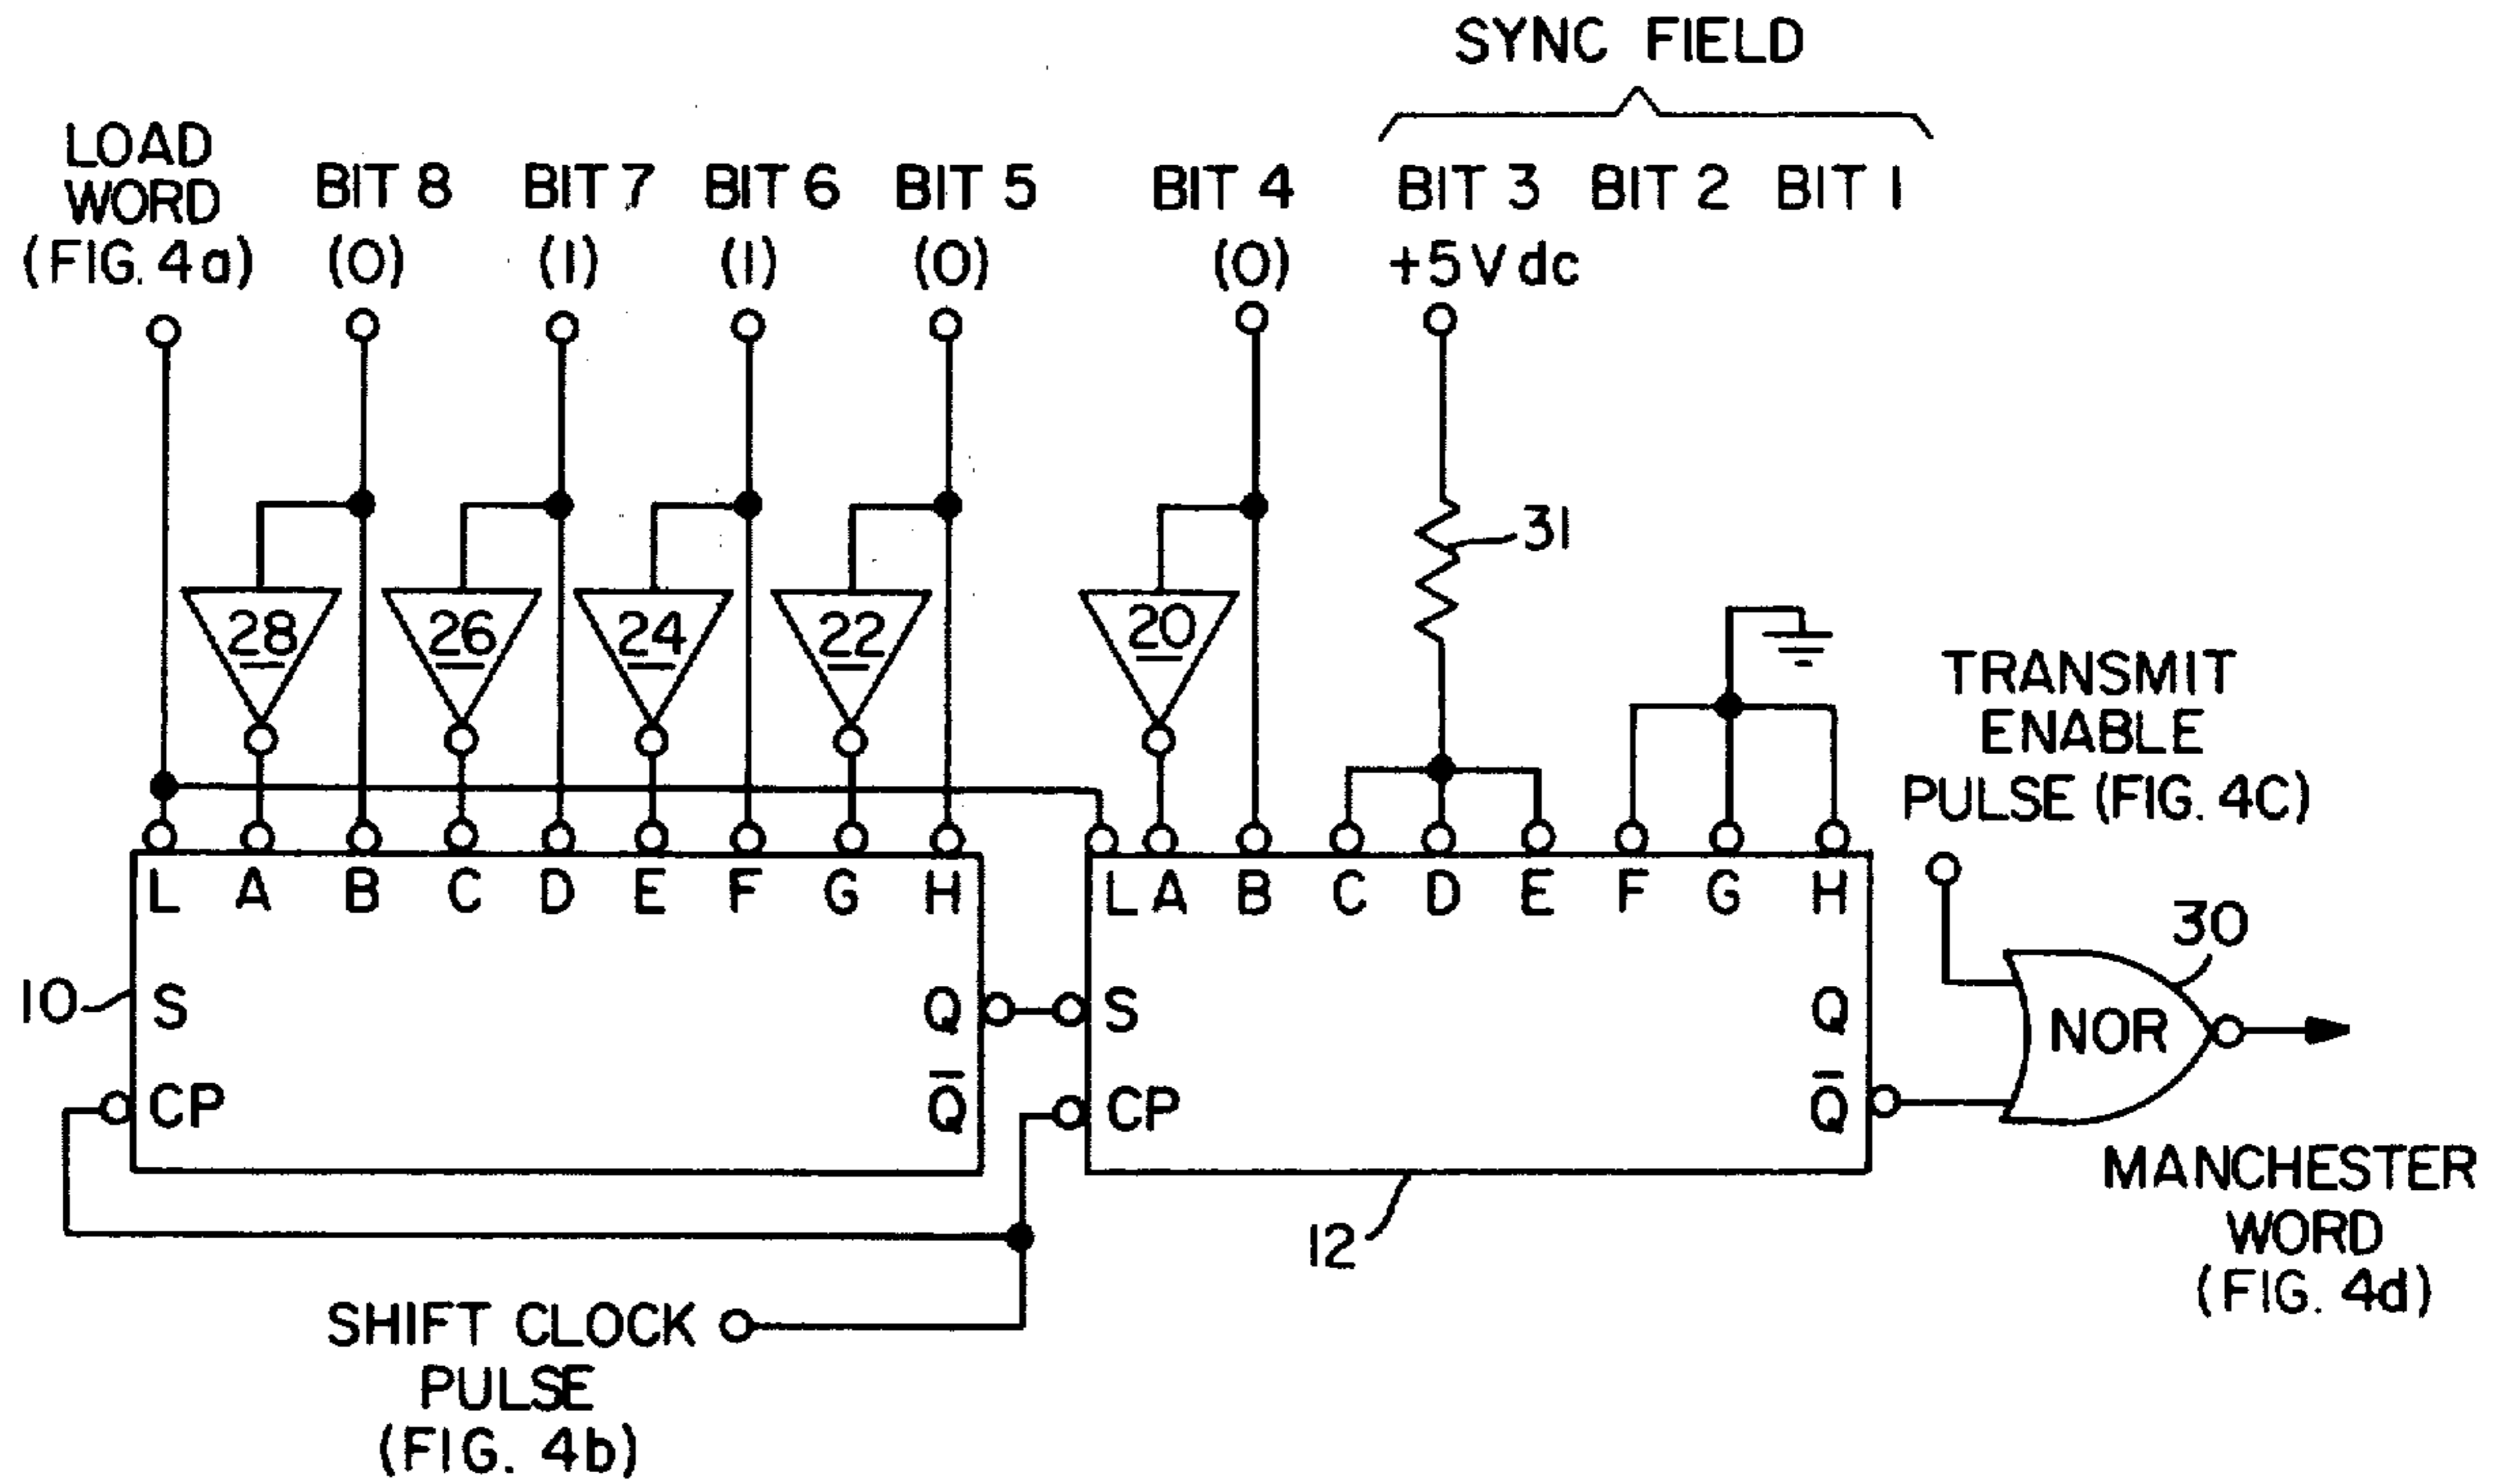 SYNC FIELD
LOAD
WORD
(FIG. 4a)
BIT 8
(0)
BIT 7
(1)
BIT 6
(1)
BIT 5
(0)
BIT 4
(0)
BIT 3
BIT 2
BIT 1
+5Vdc
31
28
26
24
22
20
TRANSMIT
ENABLE
PULSE (FIG. 4C)
L A B C D E F G H
L A B C D E F G H
30
10
S
Q
S
Q
NOR
CP
Q̅
CP
Q̅
MANCHESTER
WORD
(FIG. 4d)
12
SHIFT CLOCK
PULSE
(FIG. 4b)